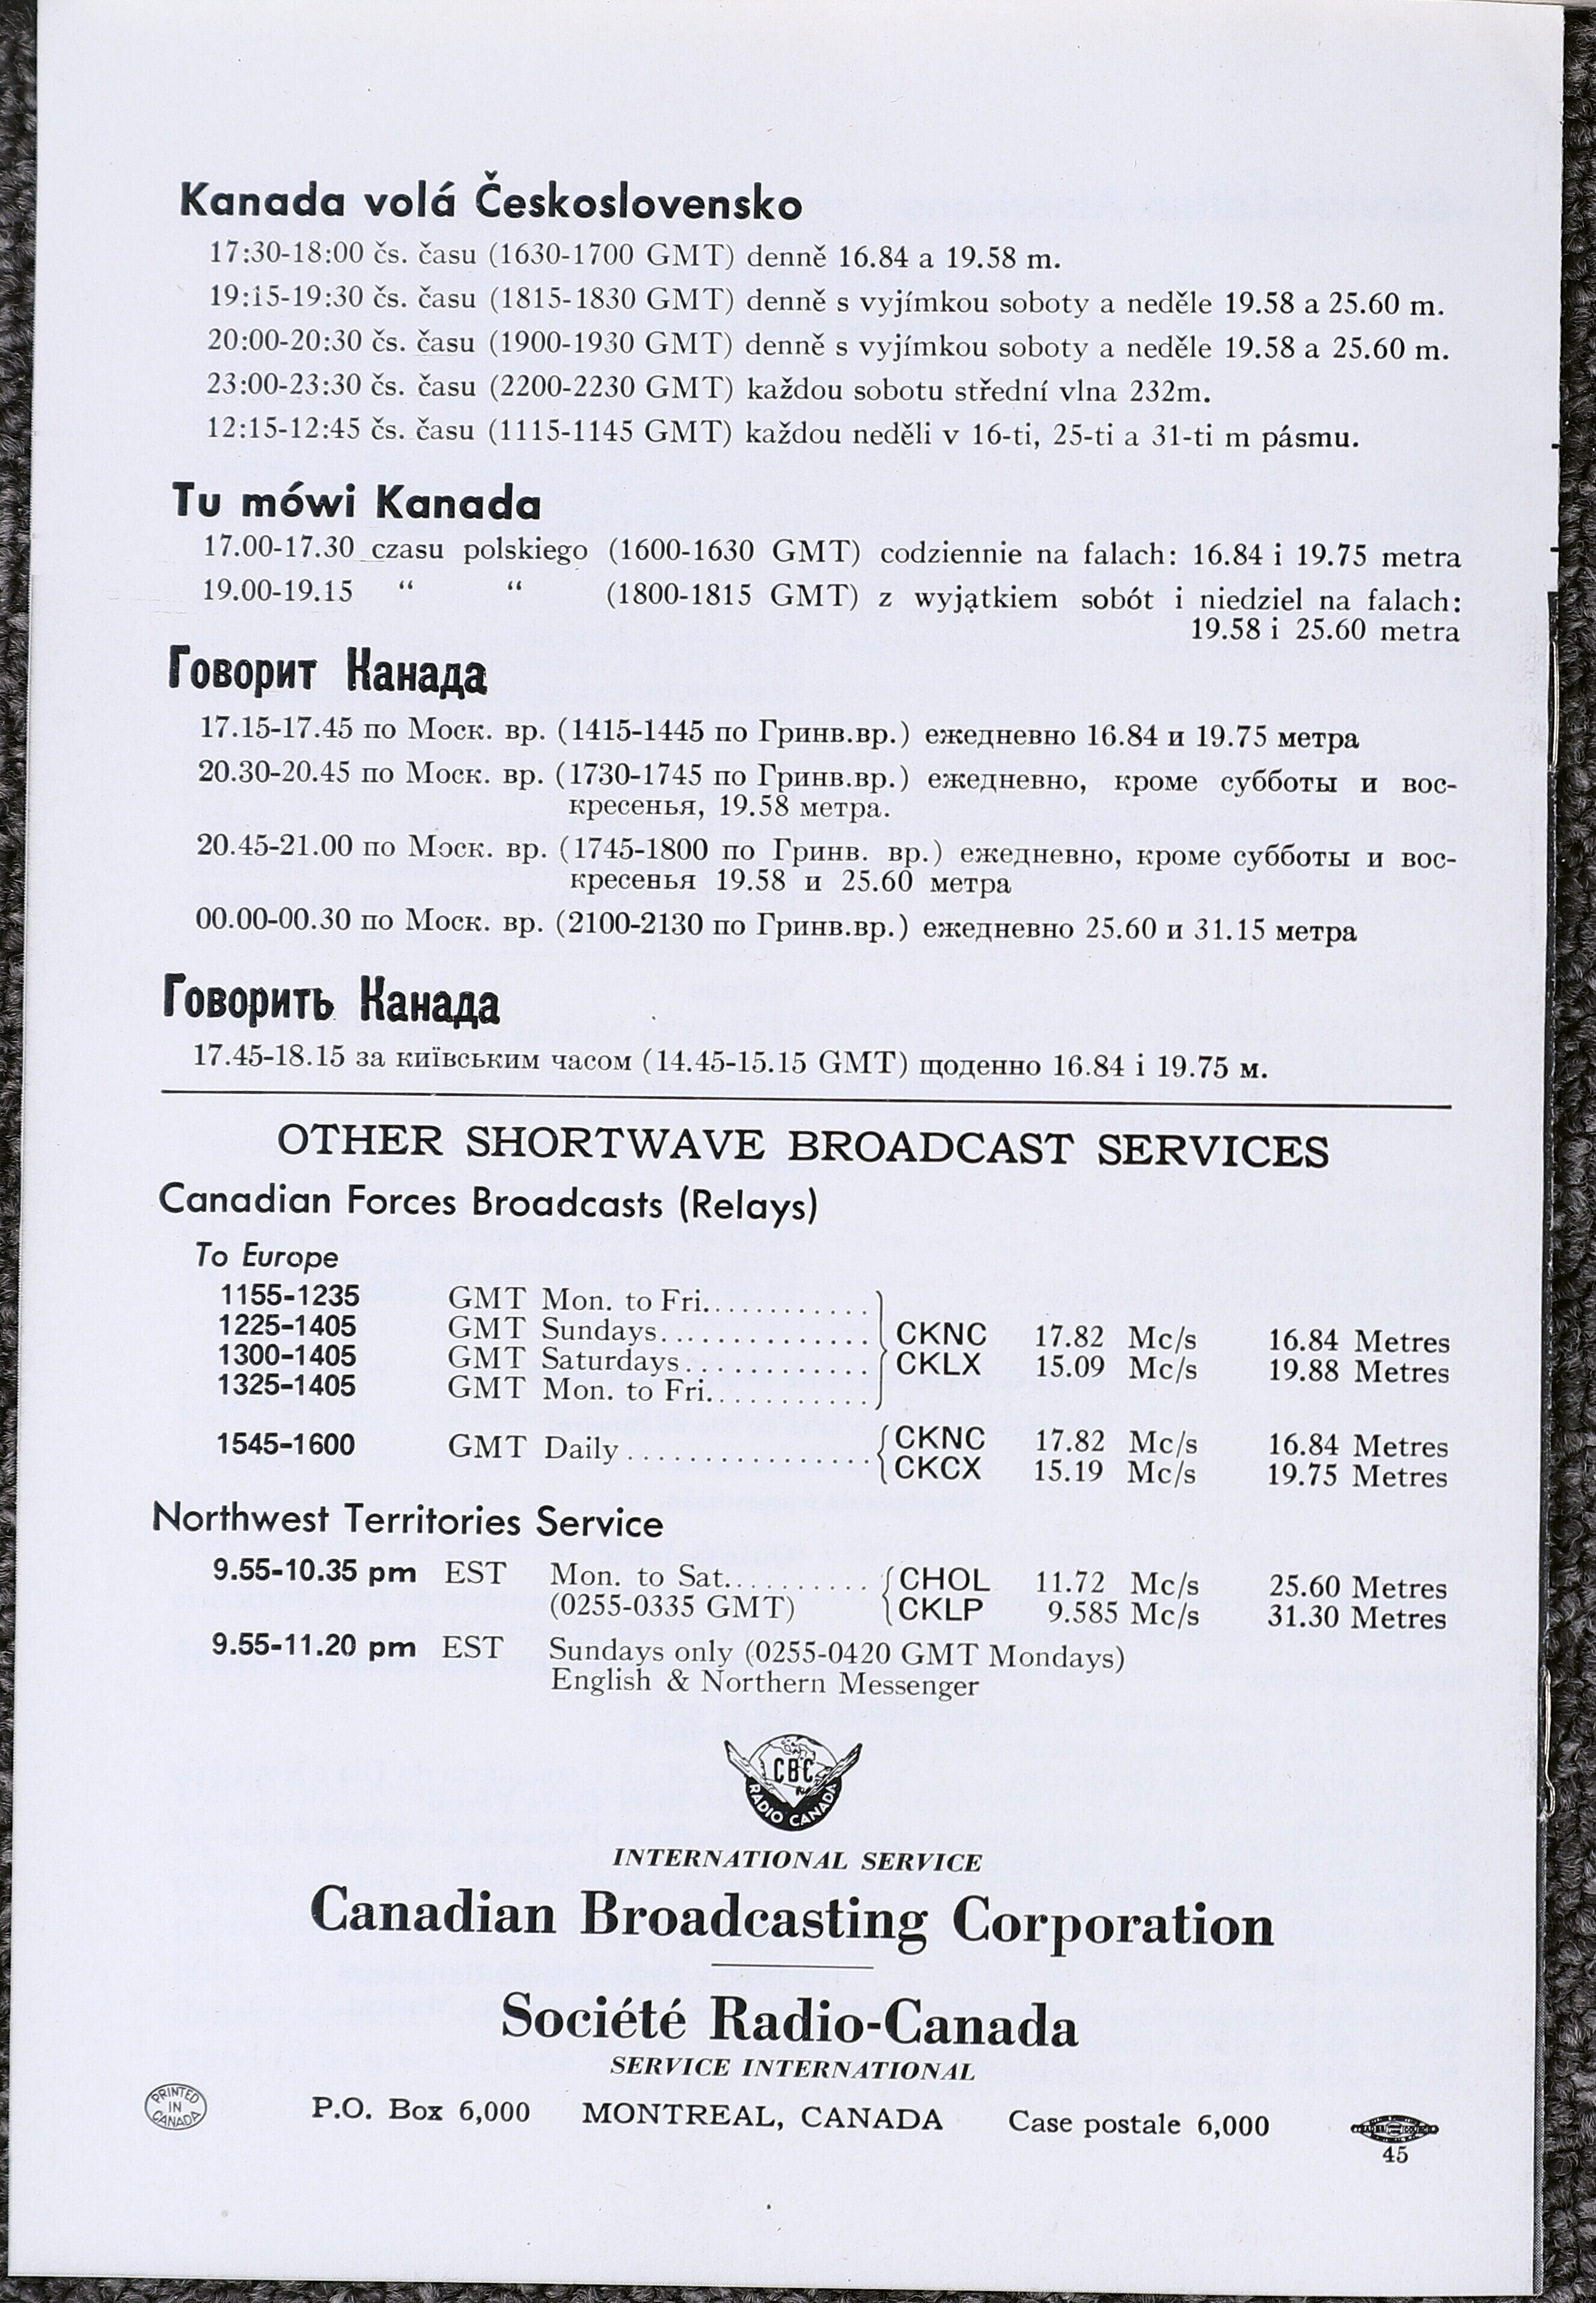 Kanada volá Československo
17:30-18:00 čs. času (1630-1700 GMT) denně 16.84 a 19.58 m.
19:15-19:30 čs. času (1815-1830 GMT) denně s vyjímkou soboty a neděle 19.58 a 25.60 m.
20:00-20:30 čs. času (1900-1930 GMT) denně s vyjímkou soboty a neděle 19.58 a 25.60 m.
23:00-23:30 čs. času (2200-2230 GMT) každou sobotu střední vlna 232m.
12:15-12:45 čs. času (1115-1145 GMT) každou neděli v 16-ti, 25-ti a 31-ti m pásmu.
Tu mówi Kanada
17.00-17.30 czasu polskiego (1600-1630 GMT) codziennie na falach: 16.84 i 19.75 metra
19.00-19.15 “ “ (1800-1815 GMT) z wyjątkiem sobót i niedziel na falach:
19.58 i 25.60 metra
Говорит Канада
17.15-17.45 по Моск. вр. (1415-1445 по Гринв.вр.) ежедневно 16.84 и 19.75 метра
20.30-20.45 по Моск. вр. (1730-1745 по Гринв.вр.) ежедневно, кроме субботы и вос-
кресенья, 19.58 метра.
20.45-21.00 по Моск. вр. (1745-1800 по Гринв. вр.) ежедневно, кроме субботы и вос-
кресенья 19.58 и 25.60 метра
00.00-00.30 по Моск. вр. (2100-2130 по Гринв.вр.) ежедневно 25.60 и 31.15 метра
Говорить Канада
17.45-18.15 за київським часом (14.45-15.15 GMT) щоденно 16.84 і 19.75 м.
OTHER SHORTWAVE BROADCAST SERVICES
Canadian Forces Broadcasts (Relays)
To Europe
1155-1235 GMT Mon. to Fri.............
1225-1405 GMT Sundays............... CKNC 17.82 Mc/s 16.84 Metres
1300-1405 GMT Saturdays............. CKLX 15.09 Mc/s 19.88 Metres
1325-1405 GMT Mon. to Fri............
1545-1600 GMT Daily................ CKNC 17.82 Mc/s 16.84 Metres
CKCX 15.19 Mc/s 19.75 Metres
Northwest Territories Service
9.55-10.35 pm EST Mon. to Sat........... CHOL 11.72 Mc/s 25.60 Metres
(0255-0335 GMT) CKLP 9.585 Mc/s 31.30 Metres
9.55-11.20 pm EST Sundays only (0255-0420 GMT Mondays)
English & Northern Messenger
CBC
RADIO CANADA
INTERNATIONAL SERVICE
Canadian Broadcasting Corporation
Société Radio-Canada
SERVICE INTERNATIONAL
PRINTED
IN
CANADA
P.O. Box 6,000 MONTREAL, CANADA Case postale 6,000
45